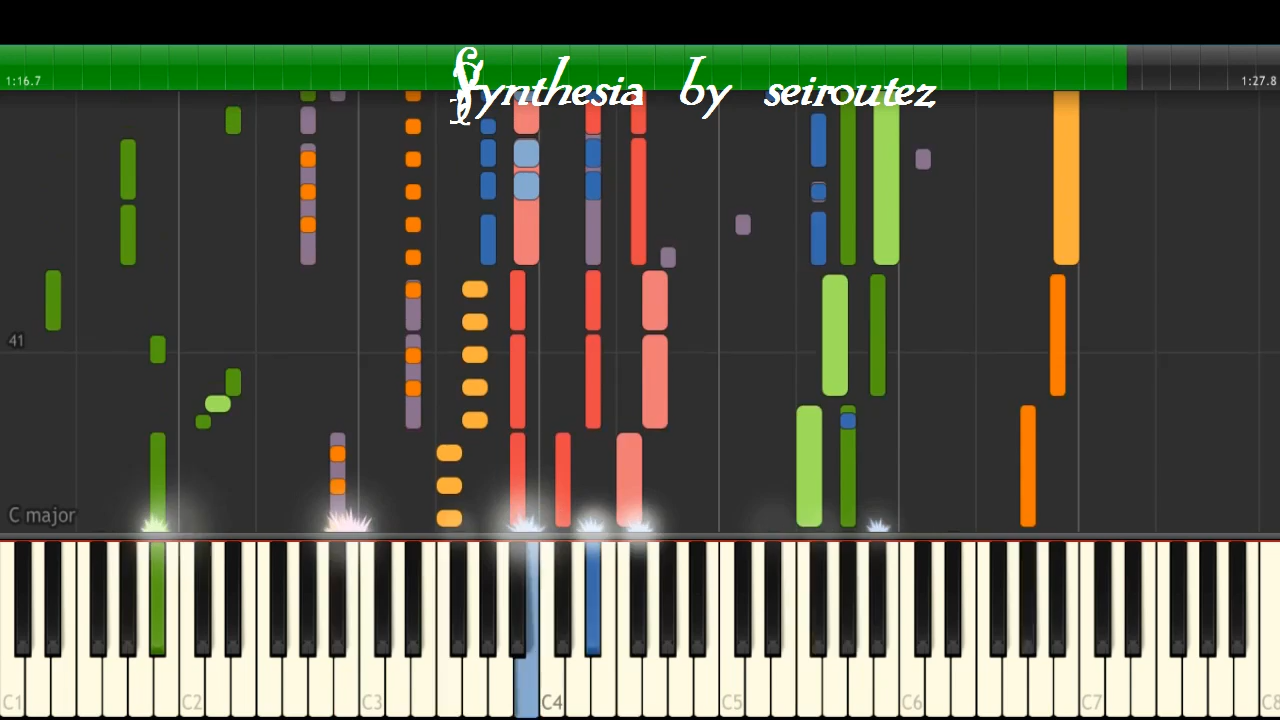 Synthesia by seiroutez
1:16.7
1:27.8
41
C major
C1 C2 C3 C4 C5 C6 C7 C8